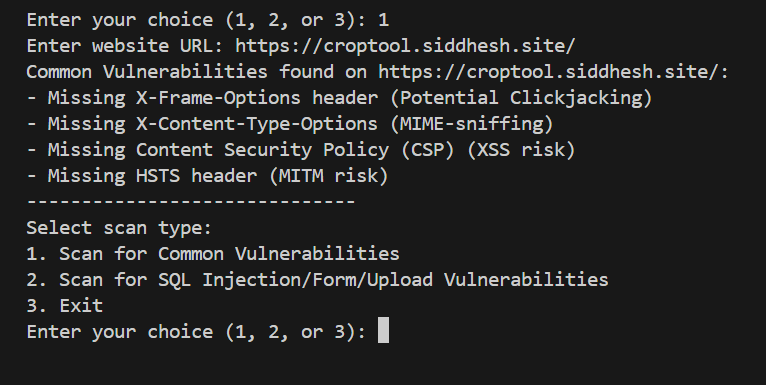 Enter your choice (1, 2, or 3): 1
Enter website URL: https://croptool.siddhesh.site/
Common Vulnerabilities found on https://croptool.siddhesh.site/:
- Missing X-Frame-Options header (Potential Clickjacking)
- Missing X-Content-Type-Options (MIME-sniffing)
- Missing Content Security Policy (CSP) (XSS risk)
- Missing HSTS header (MITM risk)
------------------------------
Select scan type:
1. Scan for Common Vulnerabilities
2. Scan for SQL Injection/Form/Upload Vulnerabilities
3. Exit
Enter your choice (1, 2, or 3):